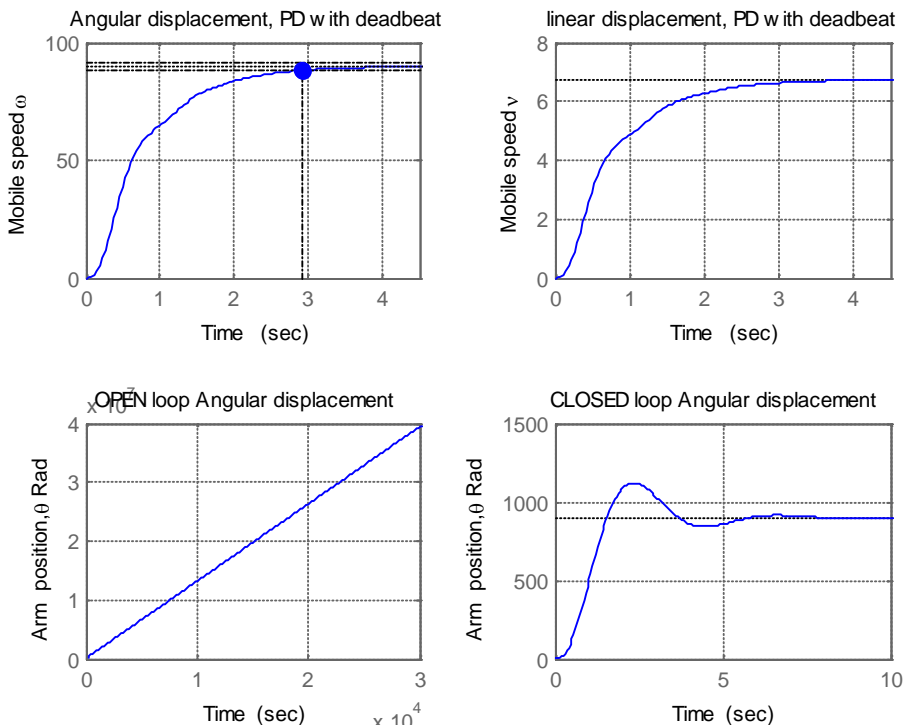 Angular displacement, PD with deadbeat
100
50
0
Mobile speed ω
0 1 2 3 4
Time (sec)
linear displacement, PD with deadbeat
8
6
4
2
0
Mobile speed ν
0 1 2 3 4
Time (sec)
x 10^7
OPEN loop Angular displacement
4
3
2
1
0
Arm position,θ Rad
0 1 2 3
Time (sec)
x 10^4
CLOSED loop Angular displacement
1500
1000
500
0
Arm position,θ Rad
0 5 10
Time (sec)